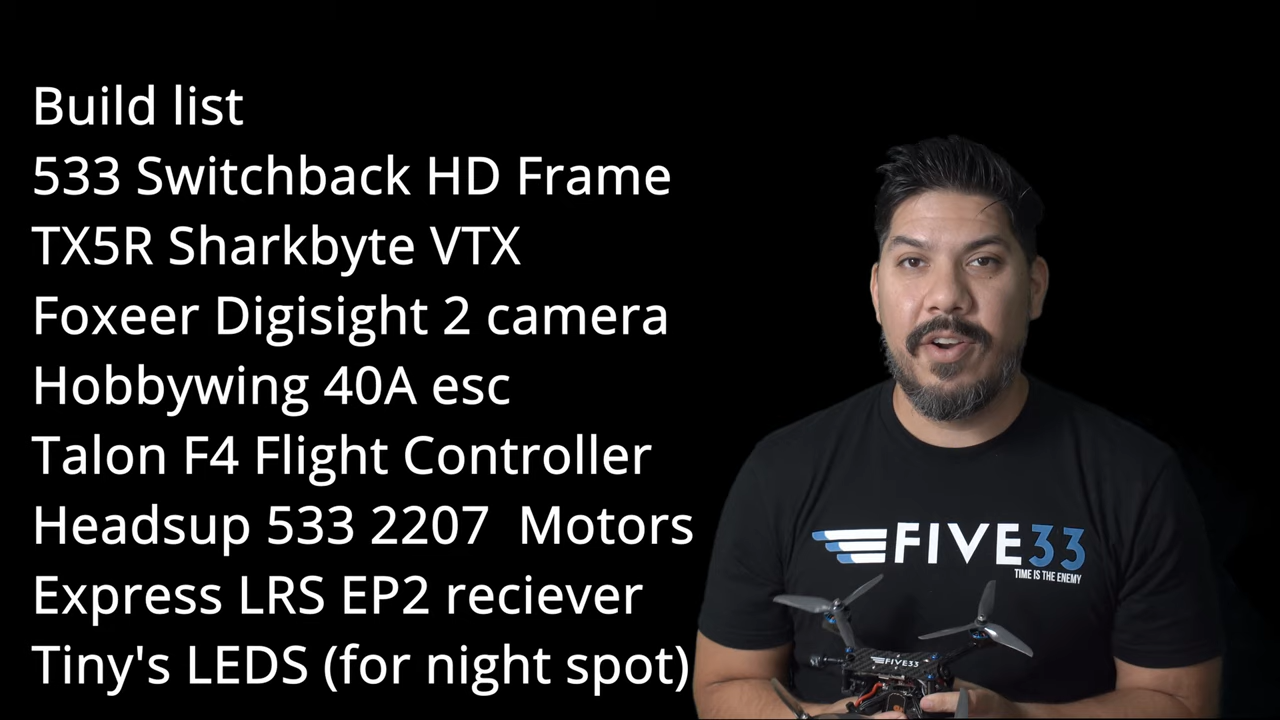 Build list
533 Switchback HD Frame
TX5R Sharkbyte VTX
Foxeer Digisight 2 camera
Hobbywing 40A esc
Talon F4 Flight Controller
Headsup 533 2207  Motors
Express LRS EP2 reciever
Tiny's LEDS (for night spot)
FIVE33
TIME IS THE ENEMY
FIVE33